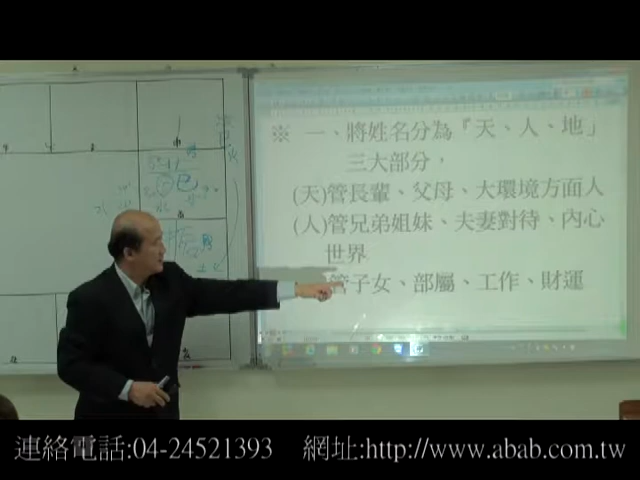 ※ 一、將姓名分為『天、人、地」
三大部分，
(天)管長輩、父母、大環境方面人
(人)管兄弟姐妹、夫妻對待、內心
世界
管子女、部屬、工作、財運
連絡電話:04-24521393 網址:http://www.abab.com.tw